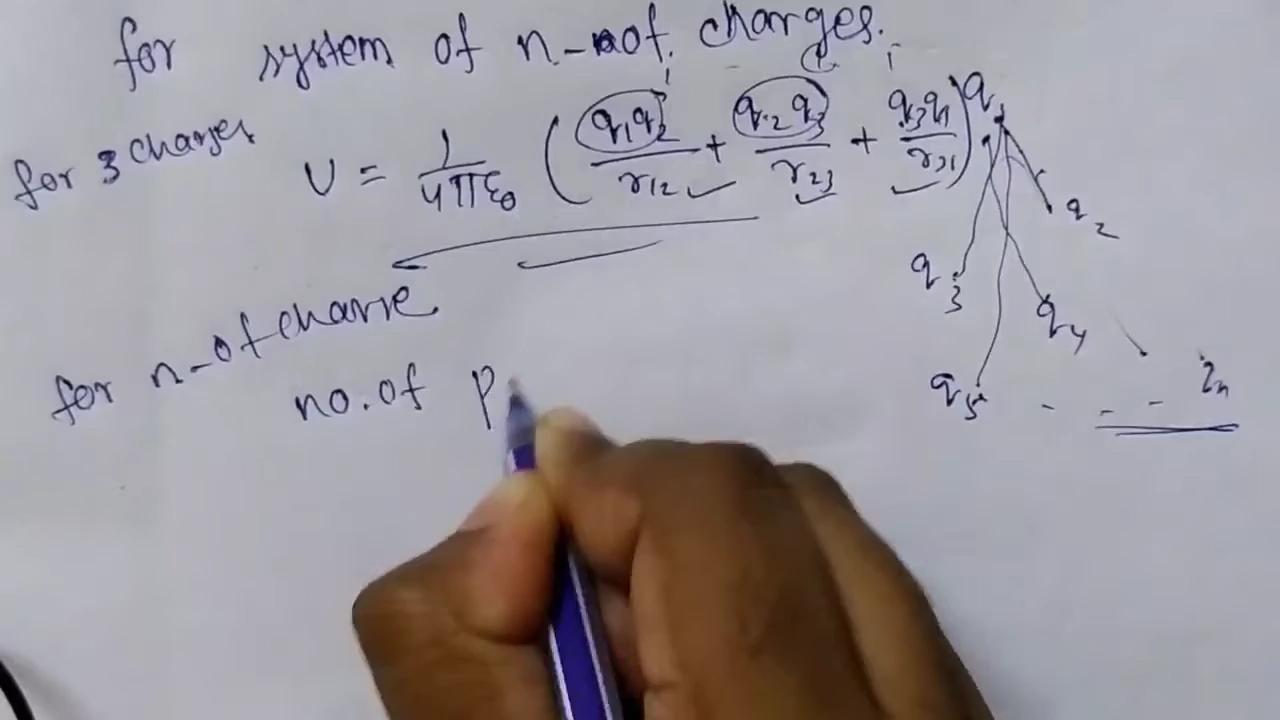 for system of n-no of. charges.
for 3 charges U = 1/4πε0 ( q1q2/r12 + q2q3/r23 + q3q1/r31 )
q1
q2
q3
q4
q5 - - - qn
for n-of charge
no. of P